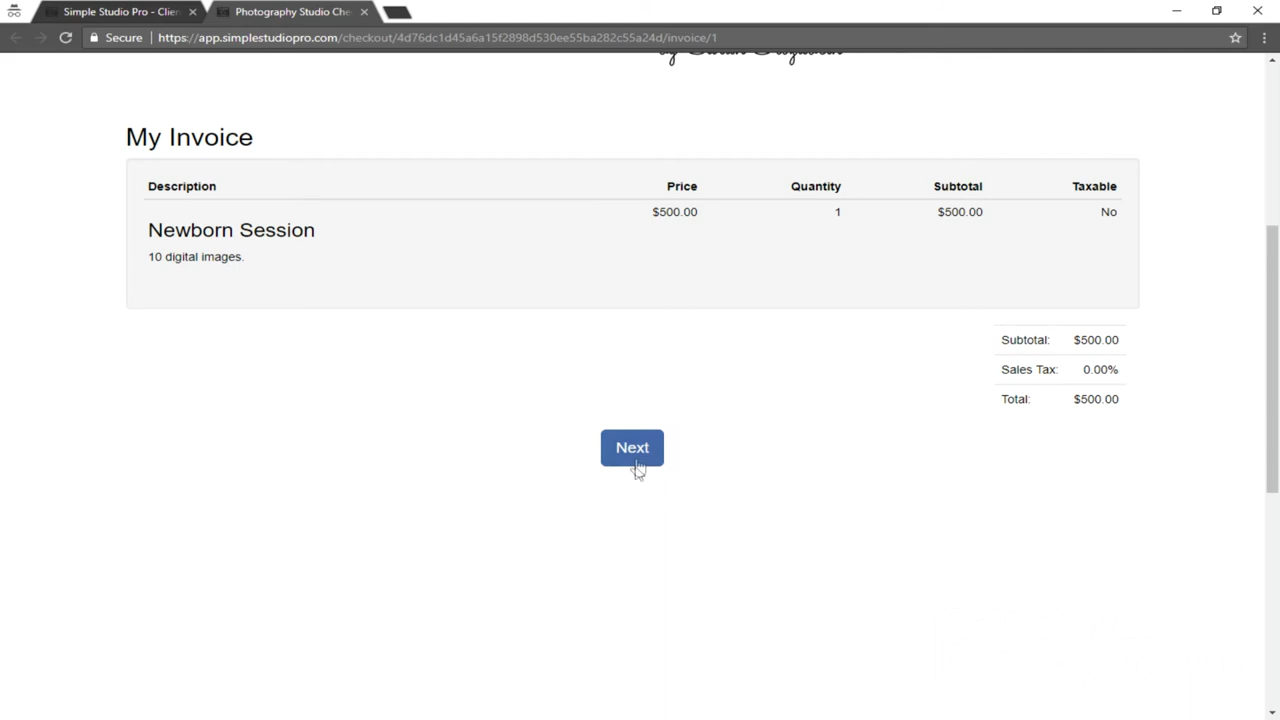 Simple Studio Pro - Clien
Photography Studio Che
Secure
https://app.simplestudiopro.com/checkout/4d76dc1d45a6a15f2898d530ee55ba282c55a24d/invoice/1
My Invoice
Description Price Quantity Subtotal Taxable
$500.00 1 $500.00 No
Newborn Session
10 digital images.
Subtotal: $500.00
Sales Tax: 0.00%
Total: $500.00
Next